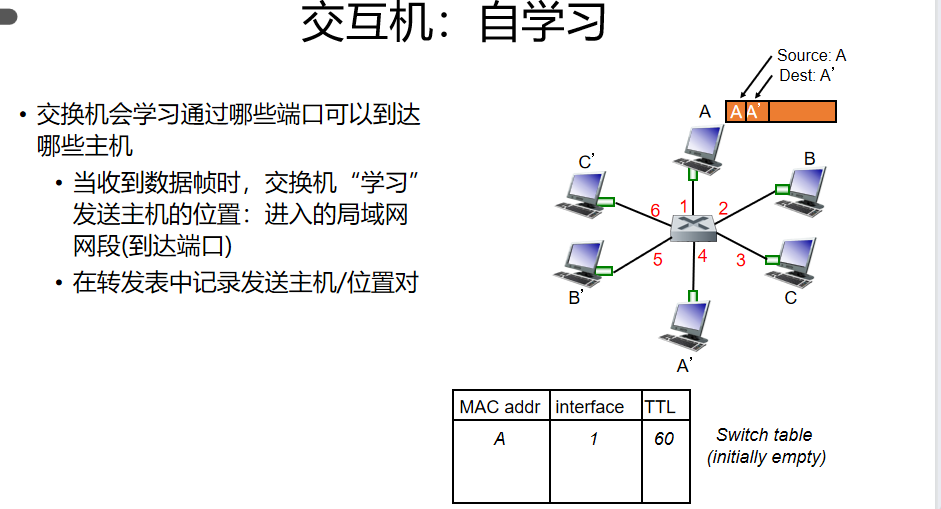 交互机：自学习
• 交换机会学习通过哪些端口可以到达
哪些主机
• 当收到数据帧时，交换机“学习”
发送主机的位置：进入的局域网
网段(到达端口)
• 在转发表中记录发送主机/位置对
Source: A
Dest: A’
A
A A’
C’
B
6
1
2
5
4
3
B’
C
A’
MAC addr interface TTL
A 1 60
Switch table
(initially empty)